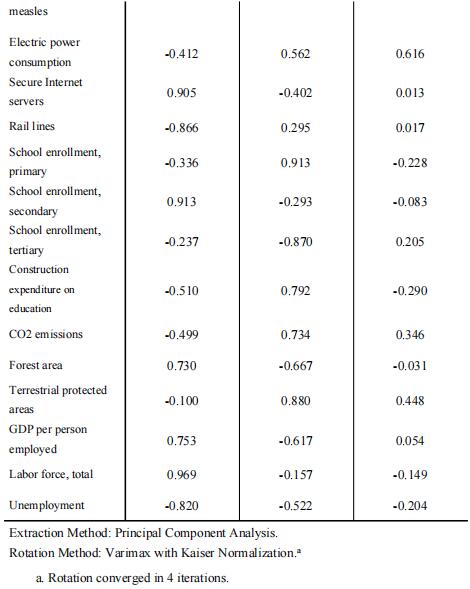 measles
Electric power
consumption -0.412 0.562 0.616
Secure Internet
servers 0.905 -0.402 0.013
Rail lines -0.866 0.295 0.017
School enrollment,
primary -0.336 0.913 -0.228
School enrollment,
secondary 0.913 -0.293 -0.083
School enrollment,
tertiary -0.237 -0.870 0.205
Construction
expenditure on -0.510 0.792 -0.290
education
CO2 emissions -0.499 0.734 0.346
Forest area 0.730 -0.667 -0.031
Terrestrial protected
areas -0.100 0.880 0.448
GDP per person
employed 0.753 -0.617 0.054
Labor force, total 0.969 -0.157 -0.149
Unemployment -0.820 -0.522 -0.204
Extraction Method: Principal Component Analysis.
Rotation Method: Varimax with Kaiser Normalization.ª
a. Rotation converged in 4 iterations.